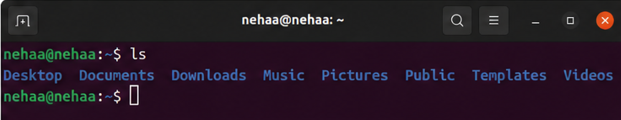 nehaa@nehaa: ~
nehaa@nehaa:~$ ls
Desktop Documents Downloads Music Pictures Public Templates Videos
nehaa@nehaa:~$